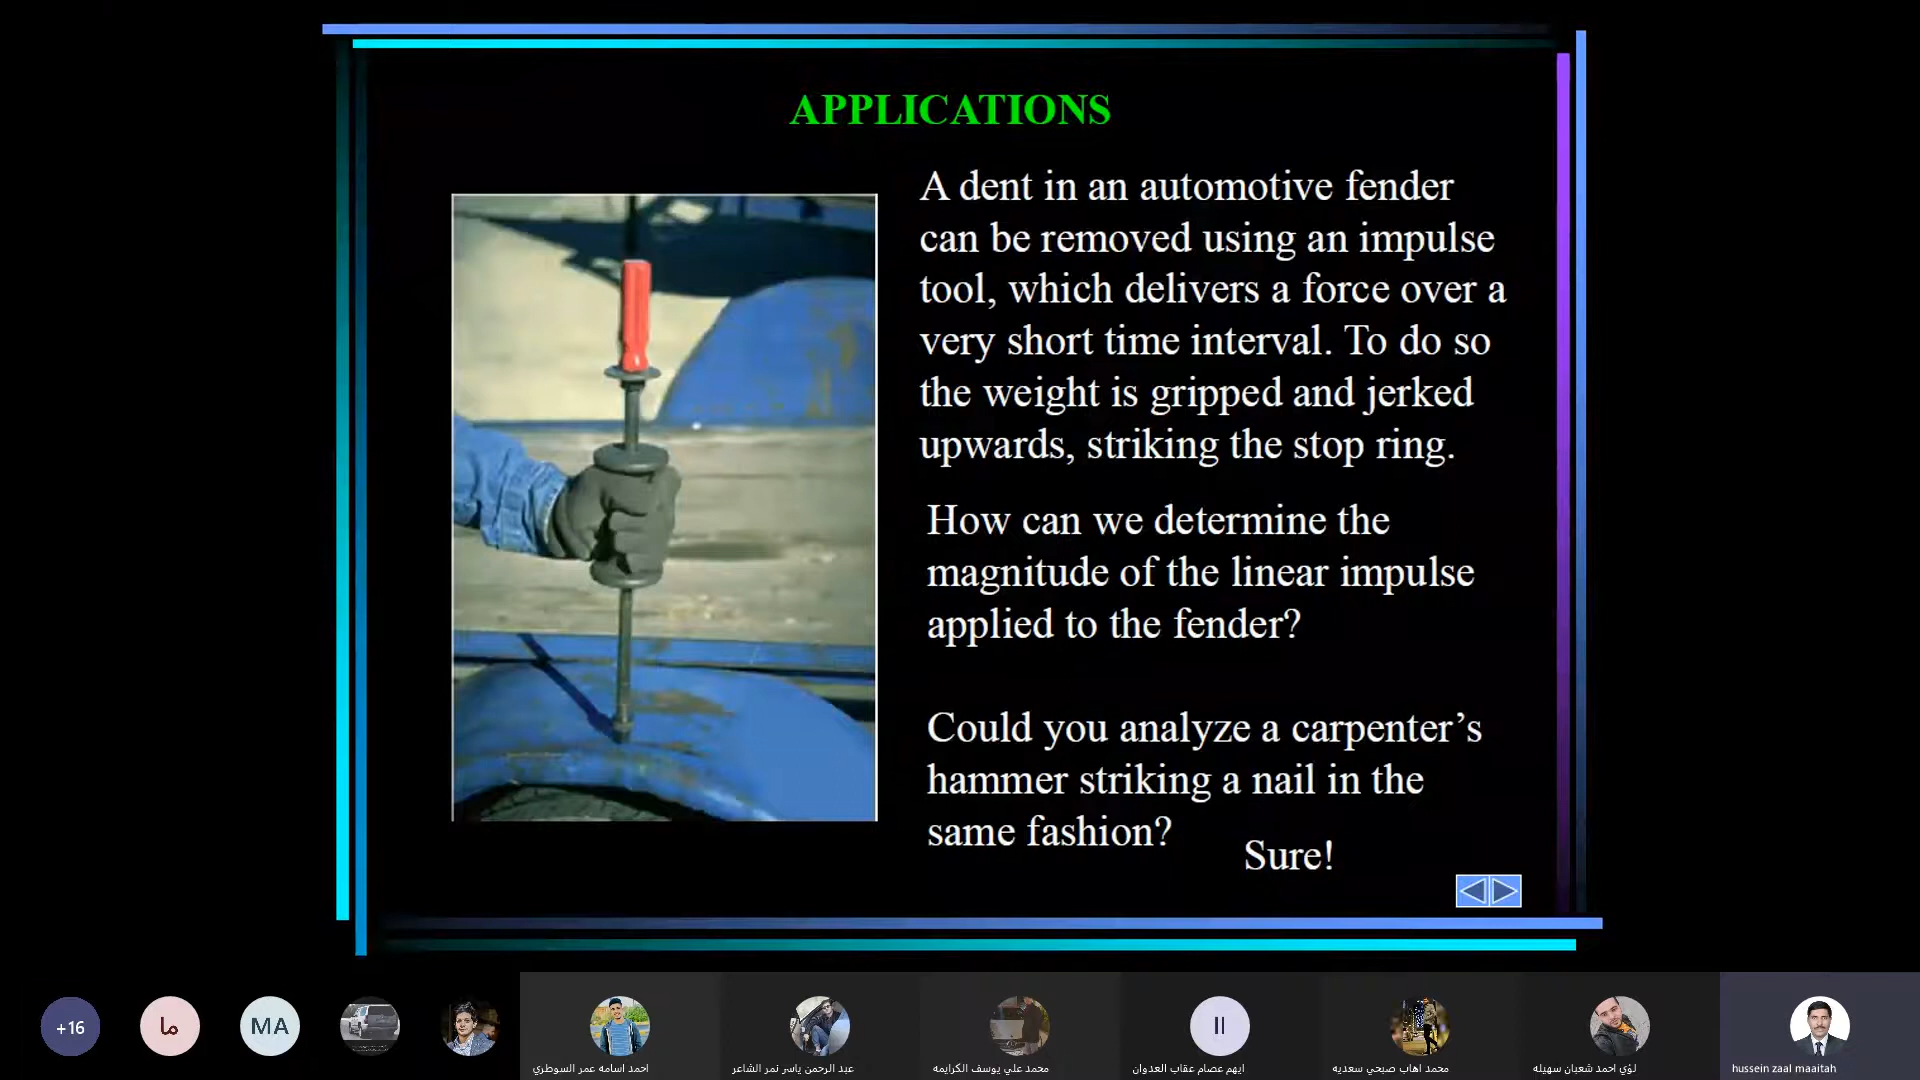 APPLICATIONS
A dent in an automotive fender
can be removed using an impulse
tool, which delivers a force over a
very short time interval. To do so
the weight is gripped and jerked
upwards, striking the stop ring.
How can we determine the
magnitude of the linear impulse
applied to the fender?
Could you analyze a carpenter’s
hammer striking a nail in the
same fashion?
Sure!
+16
ما
MA
احمد اسامه عمر السوطري
عبد الرحمن ياسر نمر الشاعر
محمد علي يوسف الكرايمه
ايهم عصام عقاب العدوان
محمد اهاب صبحي سعديه
لؤي احمد شعبان سهيله
hussein zaal maaitah